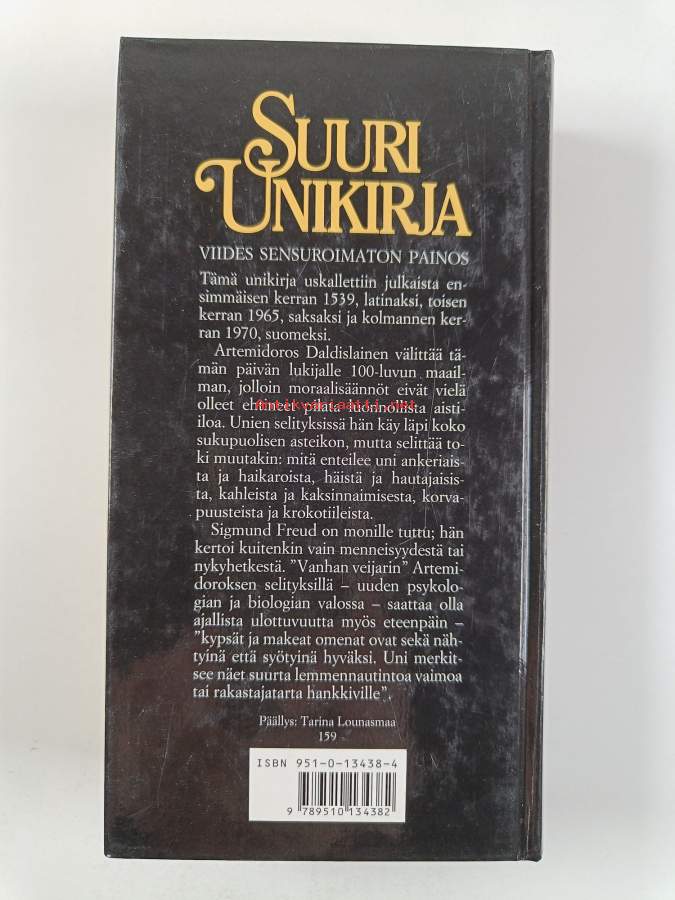 SUURI
UNIKIRJA
VIIDES SENSUROIMATON PAINOS
Tämä unikirja uskallettiin julkaista en-
simmäisen kerran 1539, latinaksi, toisen
kerran 1965, saksaksi ja kolmannen ker-
ran 1970, suomeksi.
Artemidoros Daldislainen välittää tä-
män päivän lukijalle 100-luvun maail-
man, jolloin moraalisäännöt eivät vielä
olleet ehtineet pilata luonnollista aisti-
antikvariaatti.net
iloa. Unien selityksissä hän käy läpi koko
sukupuolisen asteikon, mutta selittää to-
ki muutakin: mitä enteilee uni ankeriais-
ta ja haikaroista, häistä ja hautajaisis-
ta, kahleista ja kaksinnaimisesta, korva-
puusteista ja krokotiileista.
Sigmund Freud on monille tuttu; hän
kertoi kuitenkin vain menneisyydestä tai
nykyhetkestä. ”Vanhan veijarin” Artemi-
doroksen selityksillä – uuden psykolo-
gian ja biologian valossa – saattaa olla
ajallista ulottuvuutta myös eteenpäin –
”kypsät ja makeat omenat ovat sekä näh-
tyinä että syötyinä hyväksi. Uni merkit-
see näet suurta lemmennautintoa vaimoa
tai rakastajatarta hankkiville”.
Päällys: Tarina Lounasmaa
159
ISBN 951-0-13438-4
9 789510 134382